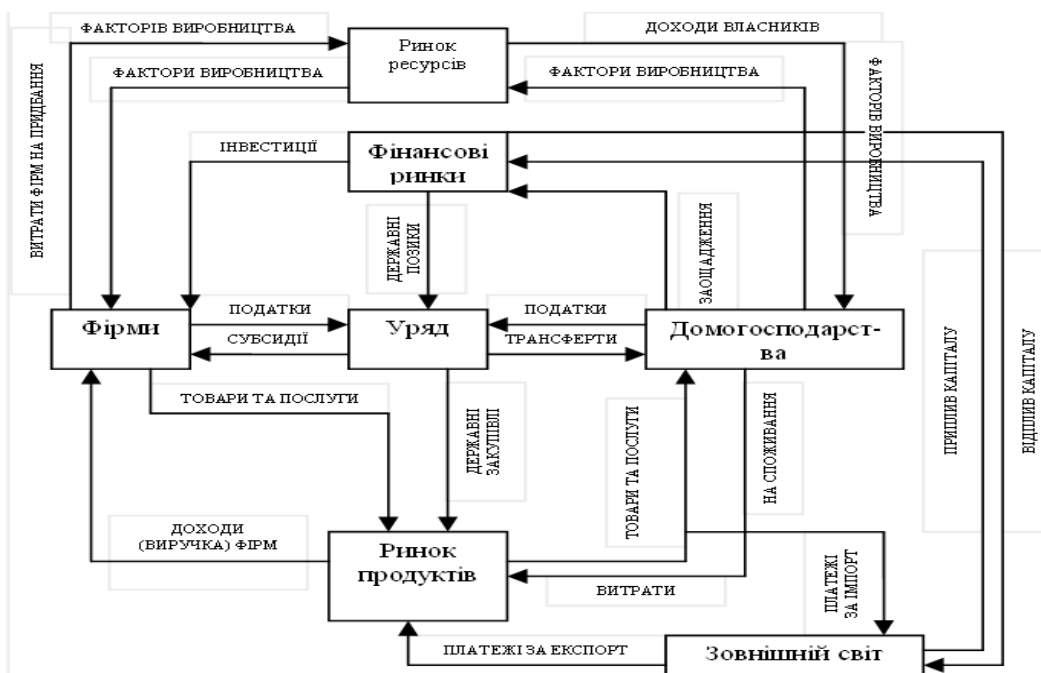 ФАКТОРІВ ВИРОБНИЦТВА
ДОХОДИ ВЛАСНИКІВ
Ринок
ресурсів
ФАКТОРИ ВИРОБНИЦТВА
ФАКТОРИ ВИРОБНИЦТВА
ВИТРАТИ ФІРМ НА ПРИДБАННЯ
ФАКТОРІВ ВИРОБНИЦТВА
ІНВЕСТИЦІЇ
Фінансові
ринки
ДЕРЖАВНІ
ПОЗИКИ
ЗАОЩАДЖЕННЯ
Фірми
ПОДАТКИ
СУБСИДІЇ
Уряд
ПОДАТКИ
ТРАНСФЕРТИ
Домогосподарст-
ва
ПРИПЛИВ КАПІТАЛУ
ВІДПЛИВ КАПІТАЛУ
ТОВАРИ ТА ПОСЛУГИ
ДЕРЖАВНІ
ЗАКУПІВЛІ
ТОВАРИ ТА ПОСЛУГИ
НА СПОЖИВАННЯ
ДОХОДИ
(ВИРУЧКА) ФІРМ
Ринок
продуктів
ВИТРАТИ
ПЛАТЕЖІ
ЗА ІМПОРТ
ПЛАТЕЖІ ЗА ЕКСПОРТ
Зовнішній світ